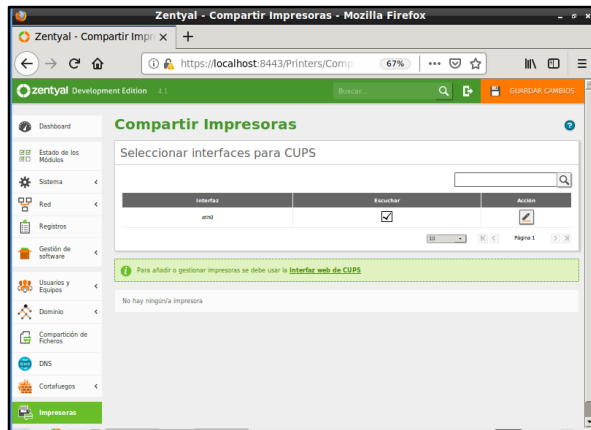 Zentyal - Compartir Impresoras - Mozilla Firefox
Zentyal - Compartir Impr
https://localhost:8443/Printers/Comp 67%
zentyal Development Edition 4.1 Buscar... GUARDAR CAMBIOS
Dashboard
Estado de los
Módulos
Sistema
Red
Registros
Gestión de
software
Usuarios y
Equipos
Dominio
Compartición de
Ficheros
DNS
Cortafuegos
Impresoras
Compartir Impresoras
Seleccionar interfaces para CUPS
Interfaz Escuchar Acción
eth0
10 Página 1
Para añadir o gestionar impresoras se debe usar la Interfaz web de CUPS
No hay ningún/a impresora